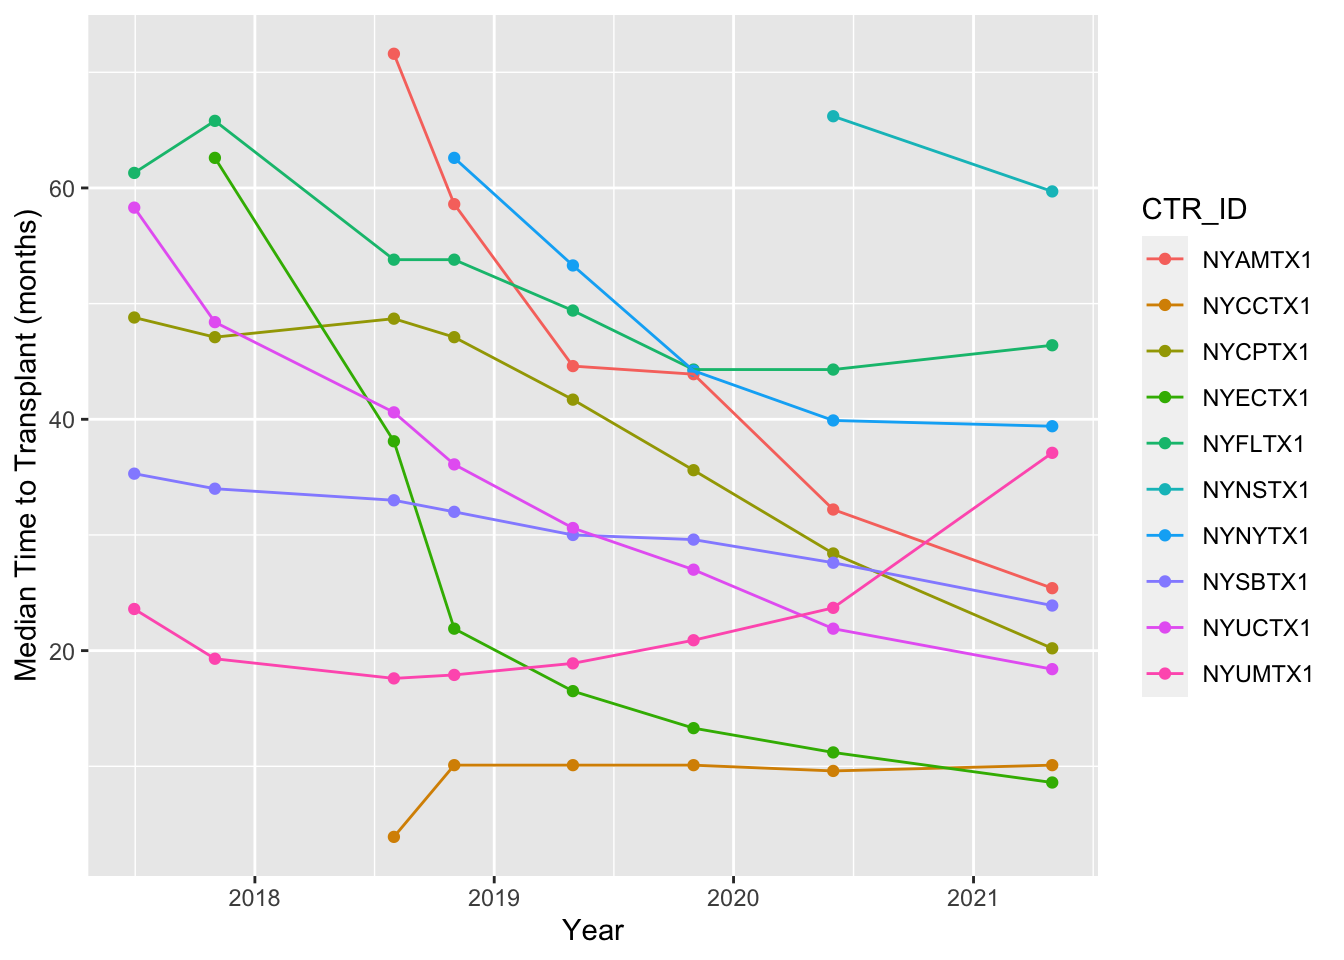 Median Time to Transplant (months)
60
40
20
2018
2019
2020
2021
Year
CTR_ID
NYAMTX1
NYCCTX1
NYCPTX1
NYECTX1
NYFLTX1
NYNSTX1
NYNYTX1
NYSBTX1
NYUCTX1
NYUMTX1